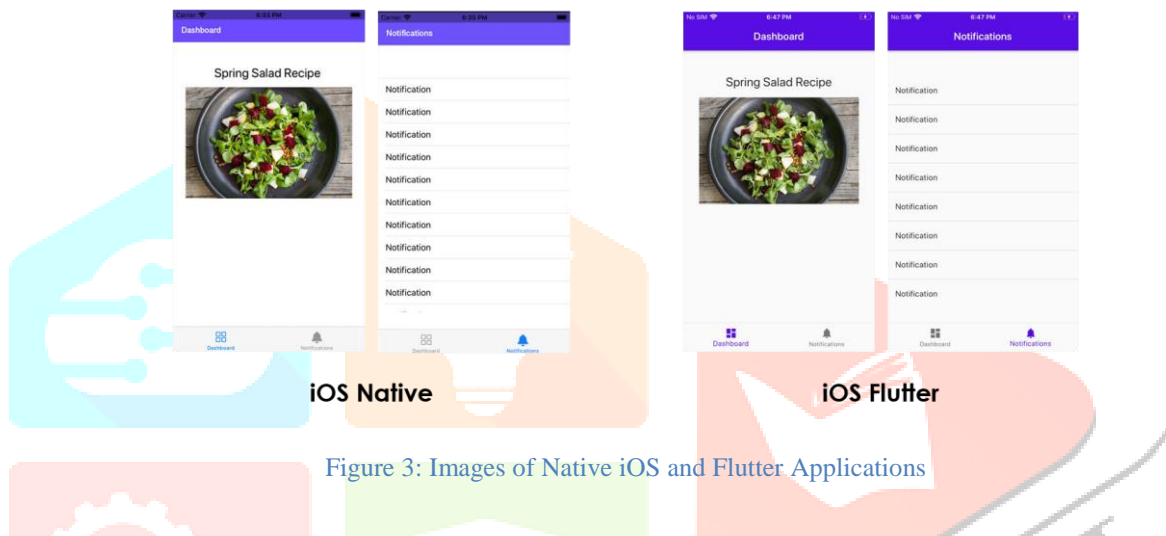 Carrier 6:35 PM
Dashboard
Spring Salad Recipe
Dashboard Notifications
Carrier 6:35 PM
Notifications
Notification
Notification
Notification
Notification
Notification
Notification
Notification
Notification
Notification
Notification
Dashboard Notifications
iOS Native
No SIM 6:47 PM
Dashboard
Spring Salad Recipe
Dashboard Notifications
No SIM 6:47 PM
Notifications
Notification
Notification
Notification
Notification
Notification
Notification
Notification
Notification
Dashboard Notifications
iOS Flutter
Figure 3: Images of Native iOS and Flutter Applications